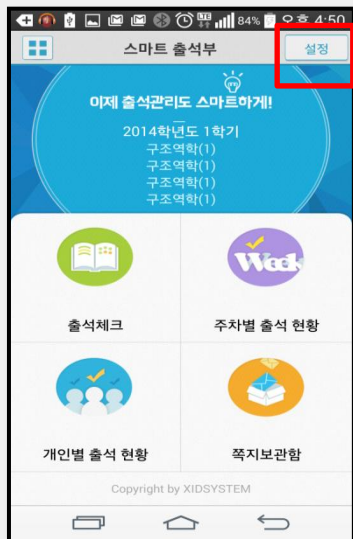 LTE 84% 오후 4:50
스마트 출석부
설정
이제 출석관리도 스마트하게!
2014학년도 1학기
구조역학(1)
구조역학(1)
구조역학(1)
구조역학(1)
Week
출석체크
주차별 출석 현황
개인별 출석 현황
쪽지보관함
Copyright by XIDSYSTEM